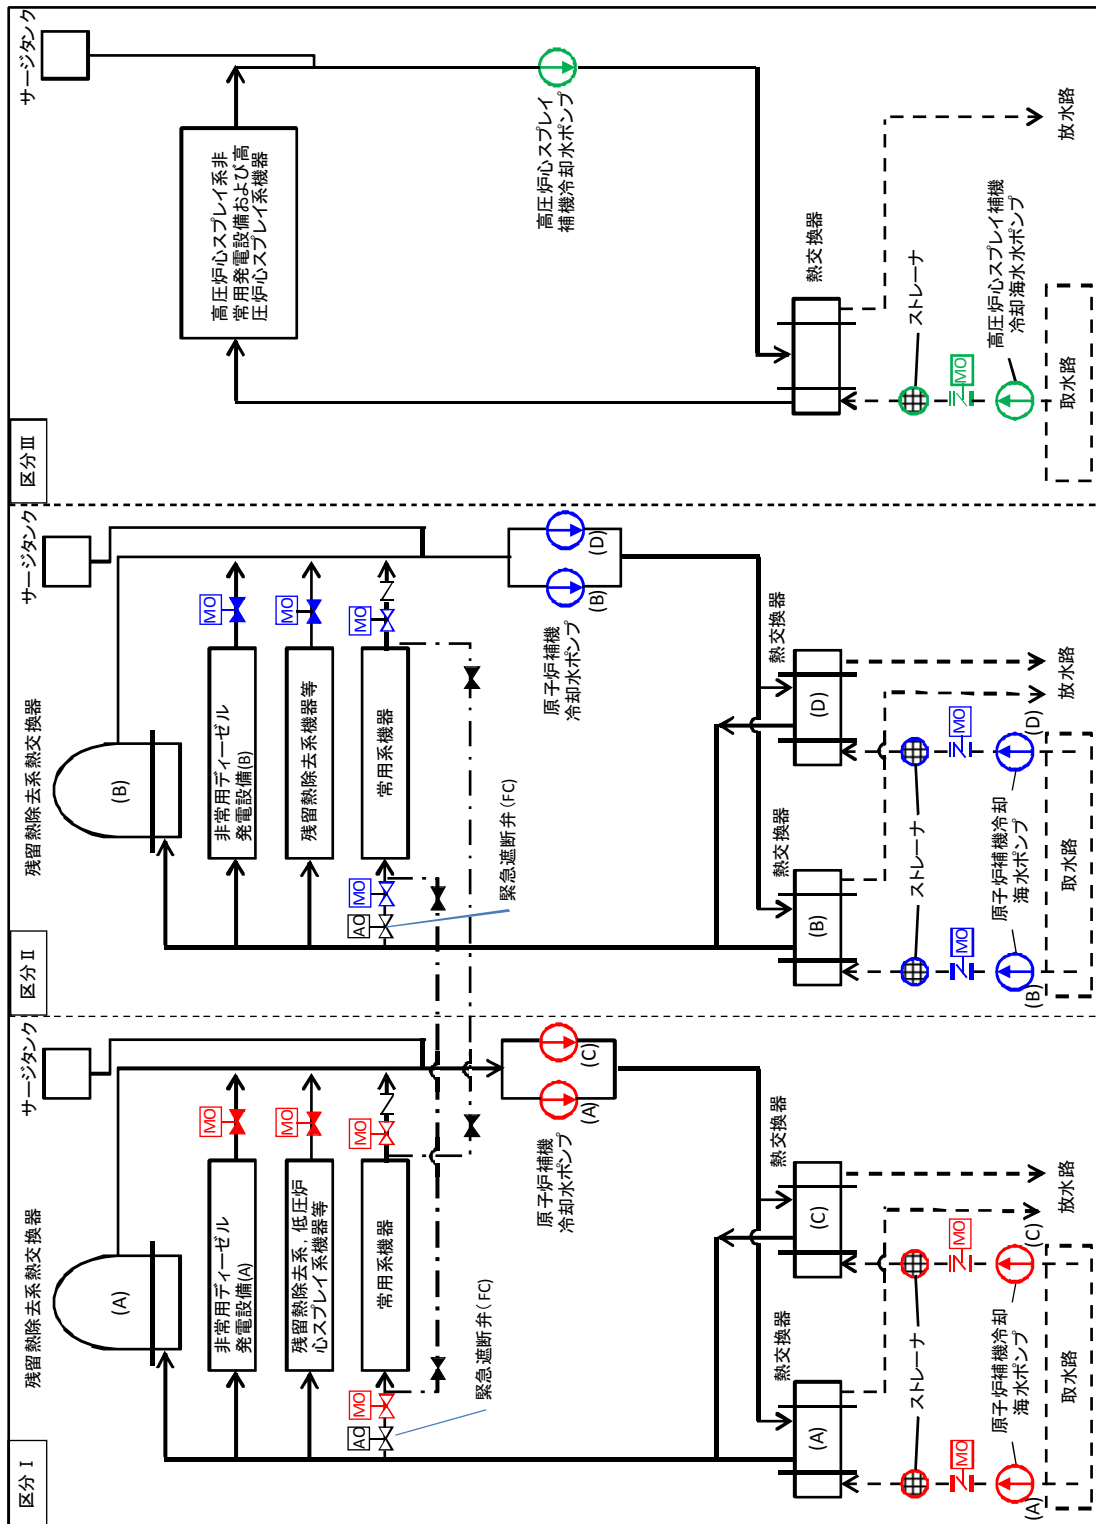 区分Ⅰ
残留熱除去系熱交換器
(A)
サージタンク
非常用ディーゼル
発電設備(A)
MO
残留熱除去系，低圧炉
心スプレイ系機器等
MO
常用系機器
MO
MO
AO
緊急遮断弁(FC)
(A)
(C)
原子炉補機
冷却水ポンプ
熱交換器
(A)
熱交換器
(C)
ストレーナ
MO
MO
(A)
(C)
原子炉補機冷却
海水ポンプ
取水路
放水路
区分Ⅱ
残留熱除去系熱交換器
(B)
サージタンク
非常用ディーゼル
発電設備(B)
MO
残留熱除去系機器等
MO
常用系機器
MO
MO
AO
緊急遮断弁(FC)
(B)
(D)
原子炉補機
冷却水ポンプ
熱交換器
(B)
熱交換器
(D)
ストレーナ
MO
MO
(B)
(D)
原子炉補機冷却
海水ポンプ
取水路
放水路
区分Ⅲ
サージタンク
高圧炉心スプレイ系非
常用発電設備および高
圧炉心スプレイ系機器
高圧炉心スプレイ
補機冷却水ポンプ
熱交換器
ストレーナ
MO
高圧炉心スプレイ補機
冷却海水水ポンプ
取水路
放水路